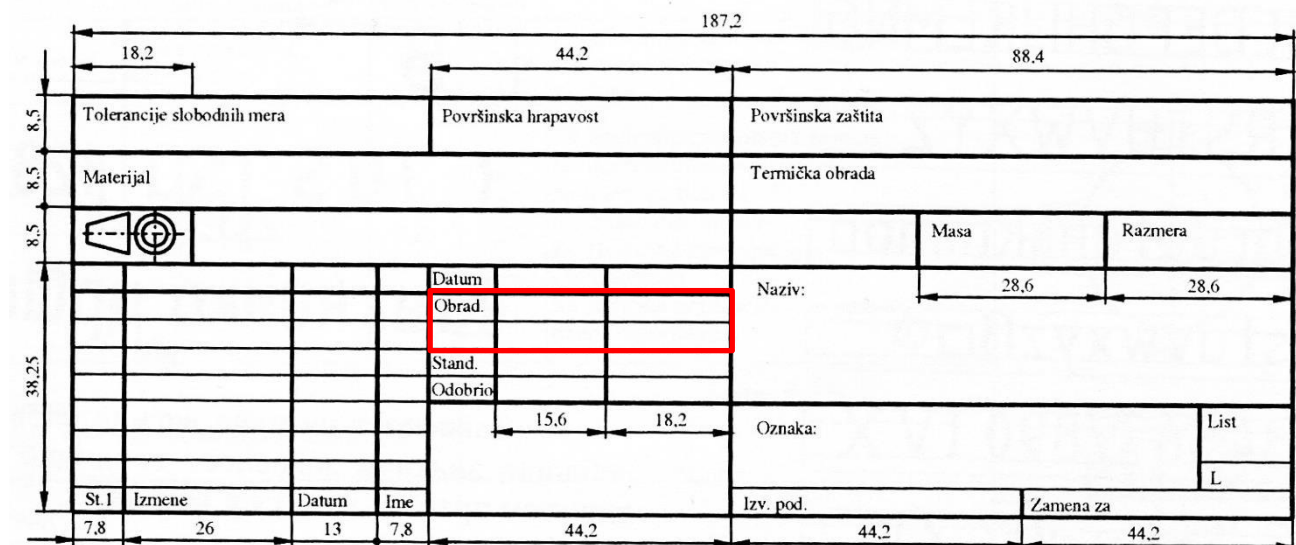 187,2
18,2 44,2 88,4
8,5 Tolerancije slobodnih mera Površinska hrapavost Površinska zaštita
8,5 Materijal Termička obrada
8,5 Masa Razmera
Datum Naziv: 28,6 28,6
Obrad.
38,25
Stand.
Odobrio
15,6 18,2 Oznaka: List
L
St.1 Izmene Datum Ime Izv. pod. Zamena za
7,8 26 13 7,8 44,2 44,2 44,2